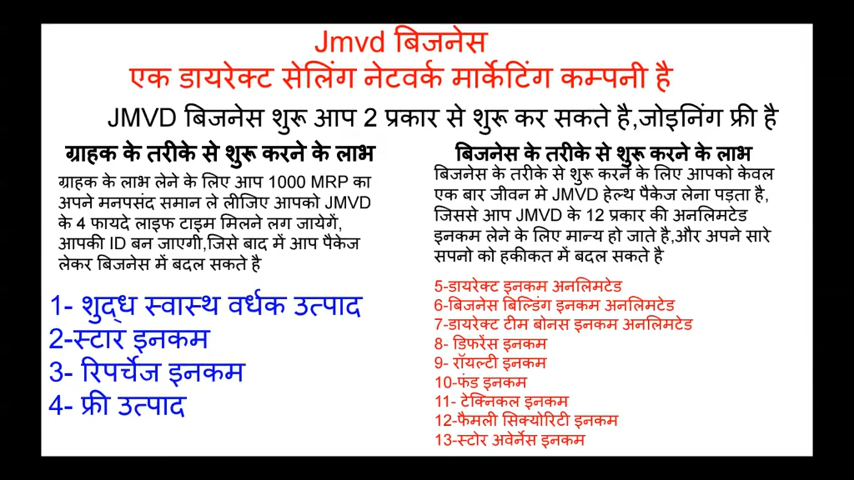 Jmvd बिजनेस
एक डायरेक्ट सेलिंग नेटवर्क मार्केटिंग कम्पनी है
JMVD बिजनेस शुरू आप 2 प्रकार से शुरू कर सकते है,जोइनिंग फ्री है
ग्राहक के तरीके से शुरू करने के लाभ
ग्राहक के लाभ लेने के लिए आप 1000 MRP का
अपने मनपसंद समान ले लीजिए आपको JMVD
के 4 फायदे लाइफ टाइम मिलने लग जायेगें,
आपकी ID बन जाएगी,जिसे बाद में आप पैकेज
लेकर बिजनेस में बदल सकते है
1- शुद्ध स्वास्थ वर्धक उत्पाद
2-स्टार इनकम
3- रिपर्चेज इनकम
4- फ्री उत्पाद
बिजनेस के तरीके से शुरू करने के लाभ
बिजनेस के तरीके से शुरू करने के लिए आपको केवल
एक बार जीवन मे JMVD हेल्थ पैकेज लेना पड़ता है,
जिससे आप JMVD के 12 प्रकार की अनलिमटेड
इनकम लेने के लिए मान्य हो जाते है,और अपने सारे
सपनो को हकीकत में बदल सकते है
5-डायरेक्ट इनकम अनलिमटेड
6-बिजनेस बिल्डिंग इनकम अनलिमटेड
7-डायरेक्ट टीम बोनस इनकम अनलिमटेड
8- डिफरेंस इनकम
9- रॉयल्टी इनकम
10-फंड इनकम
11- टेक्निकल इनकम
12-फैमली सिक्योरिटी इनकम
13-स्टोर अवेर्नेस इनकम